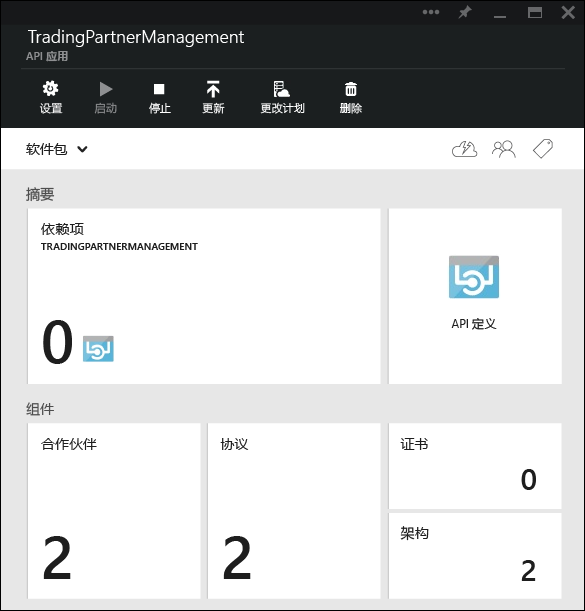 TradingPartnerManagement
API 应用
设置
启动
停止
更新
更改计划
删除
软件包
摘要
依赖项
TRADINGPARTNERMANAGEMENT
0
API 定义
组件
合作伙伴
2
协议
2
证书
0
架构
2